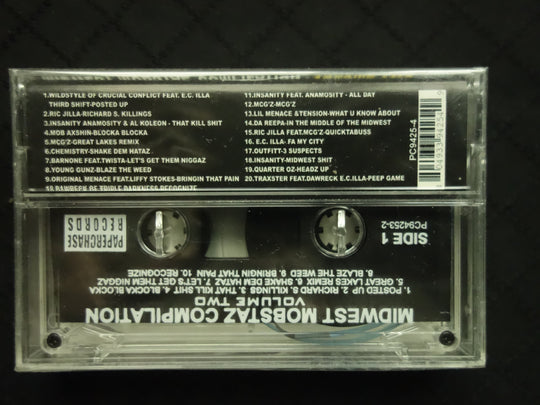 1.WILDSTYLE OF CRUCIAL CONFLICT FEAT. E.C. ILLA
THIRD SHIFT-POSTED UP
2.RIC JILLA-RICHARD S. KILLINGS
3.INSANITY ANAMOSITY & AL KOLEON - THAT KILL SHIT
4.MOB AXSHIN-BLOCKA BLOCKA
5.MCG'Z-GREAT LAKES REMIX
6.CHEMISTRY-SHAKE DEM HATAZ
7.BARNONE FEAT.TWISTA-LET'S GET THEM NIGGAZ
8.YOUNG GUNZ-BLAZE THE WEED
9.ORIGINAL MENACE FEAT.LIFFY STOKES-BRINGIN THAT PAIN
10.DAWRECK OF TRIPLE DARKNESS RECOGNIZE
11.INSANITY FEAT. ANAMOSITY - ALL DAY
12.MCG'Z-MCG'Z
13.LIL MENACE &TENSION-WHAT U KNOW ABOUT
14.DA REEPA-IN THE MIDDLE OF THE MIDWEST
15.RIC JILLA FEAT.MCG'Z-QUICKTABUSS
16. E.C. ILLA- FA MY CITY
17.OUTFITT-3 SUSPECTS
18.INSANITY-MIDWEST SHIT
19.QUARTER OZ-HEADZ UP
20.TRAXSTER FEAT.DAWRECK E.C.ILLA-PEEP GAME
PC9425-4
MIDWEST MOBSTAZ COMPILATION
VOLUME TWO
1. POSTED UP 2. RICHARD S. KILLINGS 3. THAT KILL SHIT 4. BLOCKA BLOCKA
5. GREAT LAKES REMIX 6. SHAKE DEM HATAZ 7. LET'S GET THEM NIGGAZ
8. BLAZE THE WEED 9. BRINGIN THAT PAIN 10. RECOGNIZE
SIDE 1
PC94253-2
PAPERCHASE
RECORDS